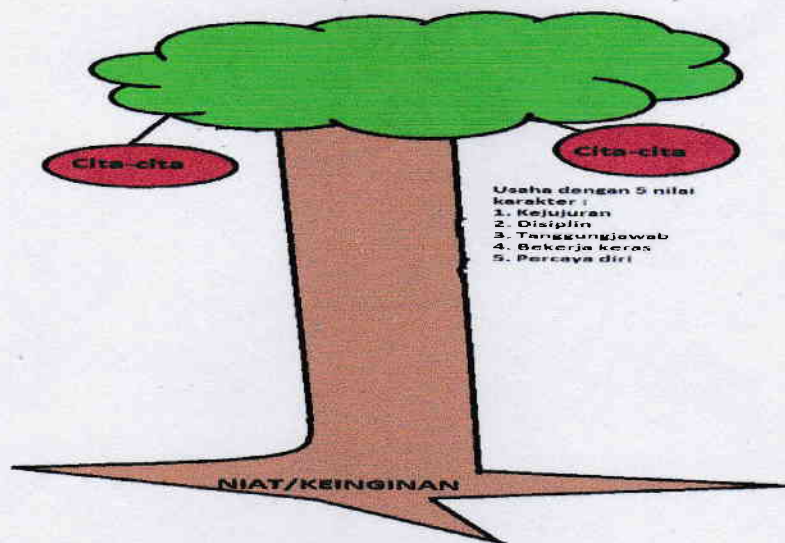 Cita-cita
Cita-cita
Usaha dengan 5 nilai
karakter :
1. Kejujuran
2. Disiplin
3. Tanggungjawab
4. Bekerja keras
5. Percaya diri
NIAT/KEINGINAN